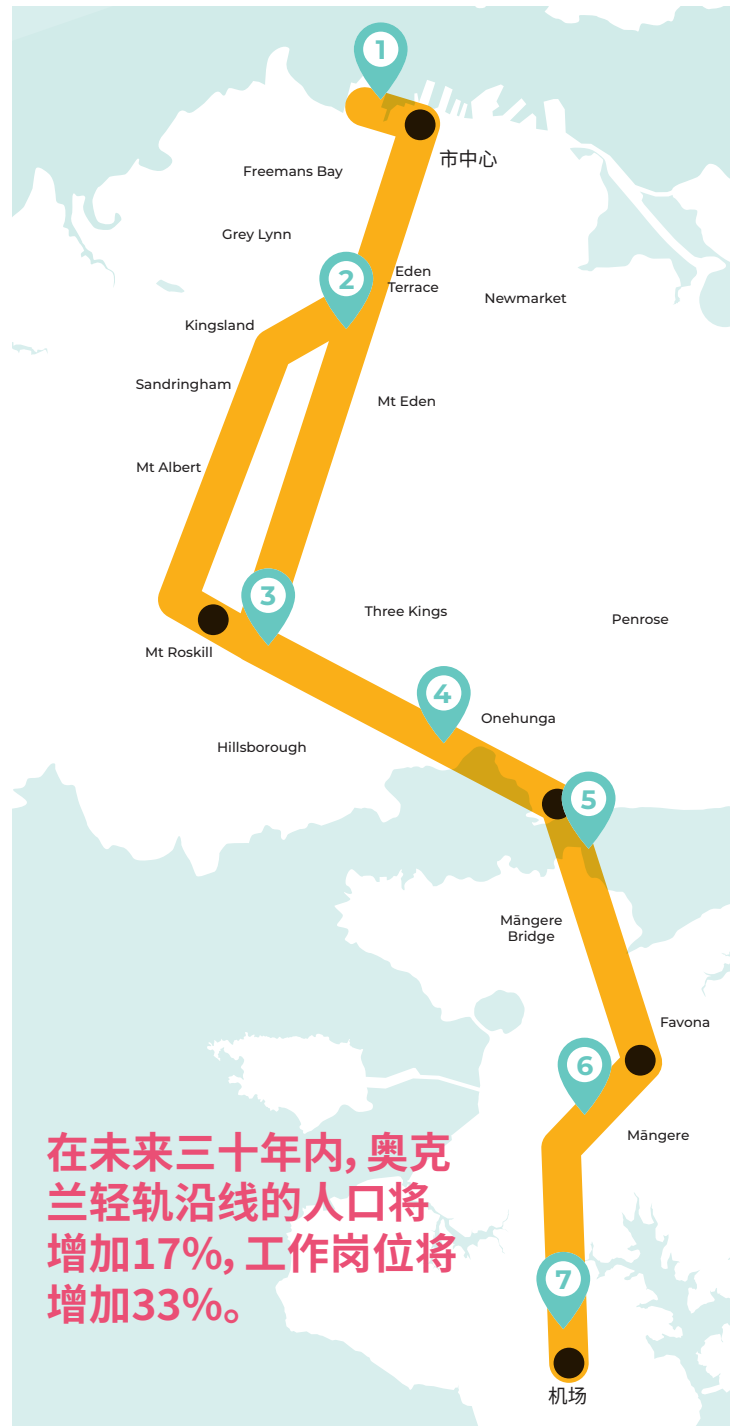 1
市中心
Freemans Bay
Grey Lynn
2
Eden
Terrace
Newmarket
Kingsland
Sandringham
Mt Eden
Mt Albert
3
Three Kings
Penrose
Mt Roskill
4
Onehunga
Hillsborough
5
Māngere
Bridge
Favona
6
Māngere
在未来三十年内, 奥克
兰轻轨沿线的人口将
增加17%, 工作岗位将
增加33%。
7
机场